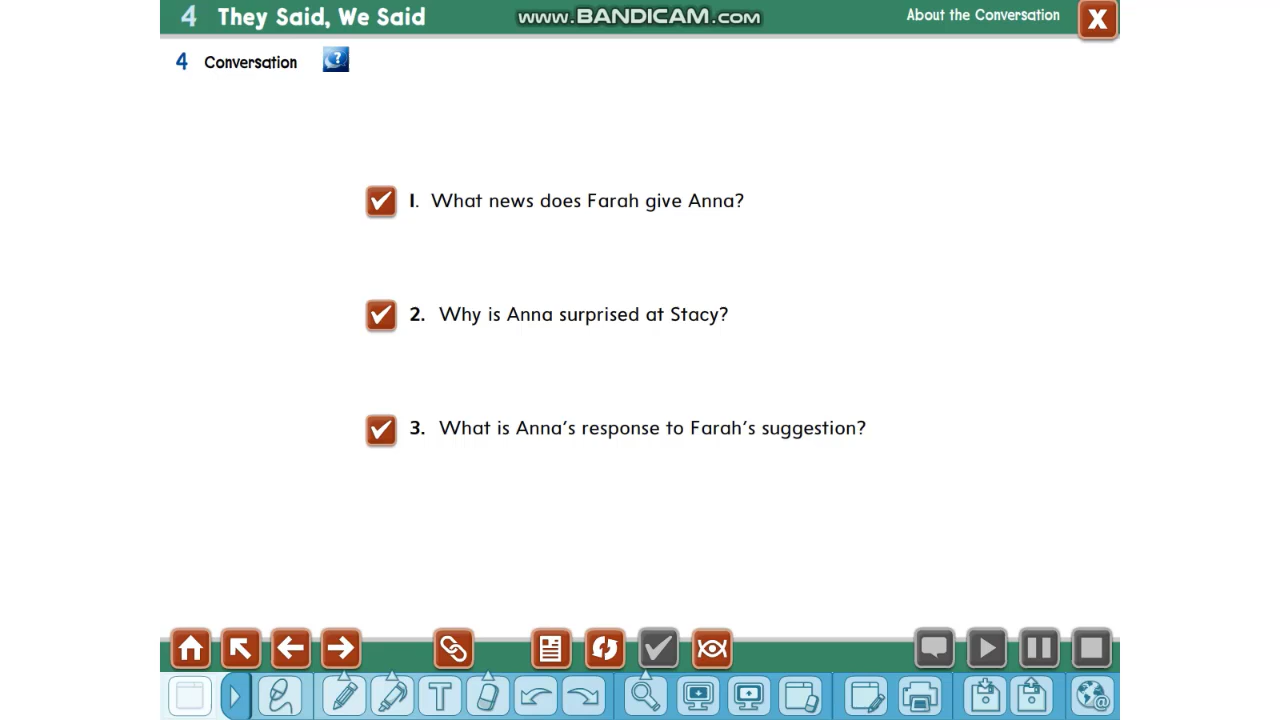 4 They Said, We Said
www.BANDICAM.com
About the Conversation
X
4 Conversation
?
1. What news does Farah give Anna?
2. Why is Anna surprised at Stacy?
3. What is Anna's response to Farah's suggestion?
T